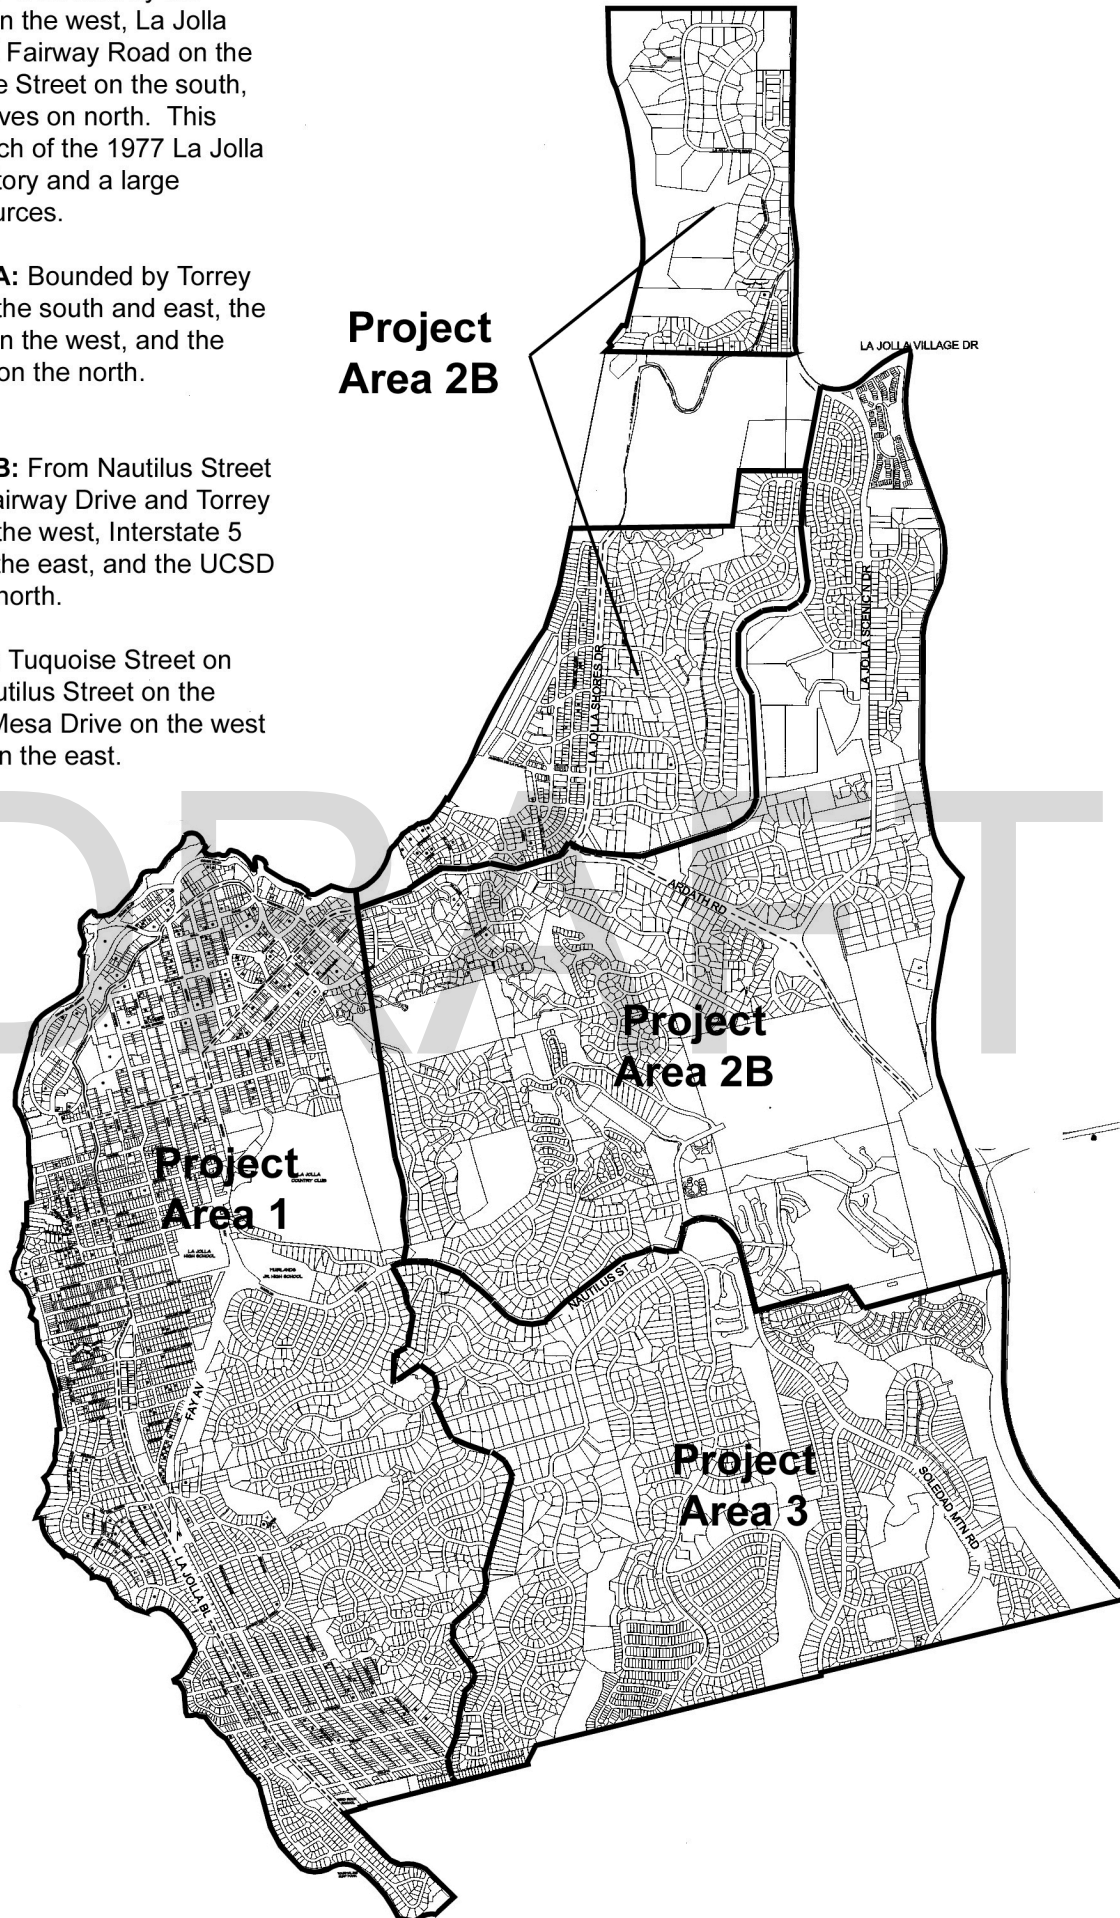 n the west, La Jolla
Fairway Road on the
e Street on the south,
ves on north. This
ch of the 1977 La Jolla
tory and a large
urces.
A: Bounded by Torrey
the south and east, the
n the west, and the
on the north.
B: From Nautilus Street
airway Drive and Torrey
the west, Interstate 5
the east, and the UCSD
north.
Tuquoise Street on
utilus Street on the
Mesa Drive on the west
n the east.
Project
Area 2B
LA JOLLA VILLAGE DR
LA JOLLA SCENIC N DR
LA JOLLA SHORES DR
DRAFT
ARDATH RD
Project
Area 2B
Project
Area 1
LA JOLLA
COUNTRY CLUB
LA JOLLA
HIGH SCHOOL
MUIRLANDS
JR. HIGH SCHOOL
NAUTILUS ST
FAY AV
Project
Area 3
SOLEDAD MTN RD
LA JOLLA BL